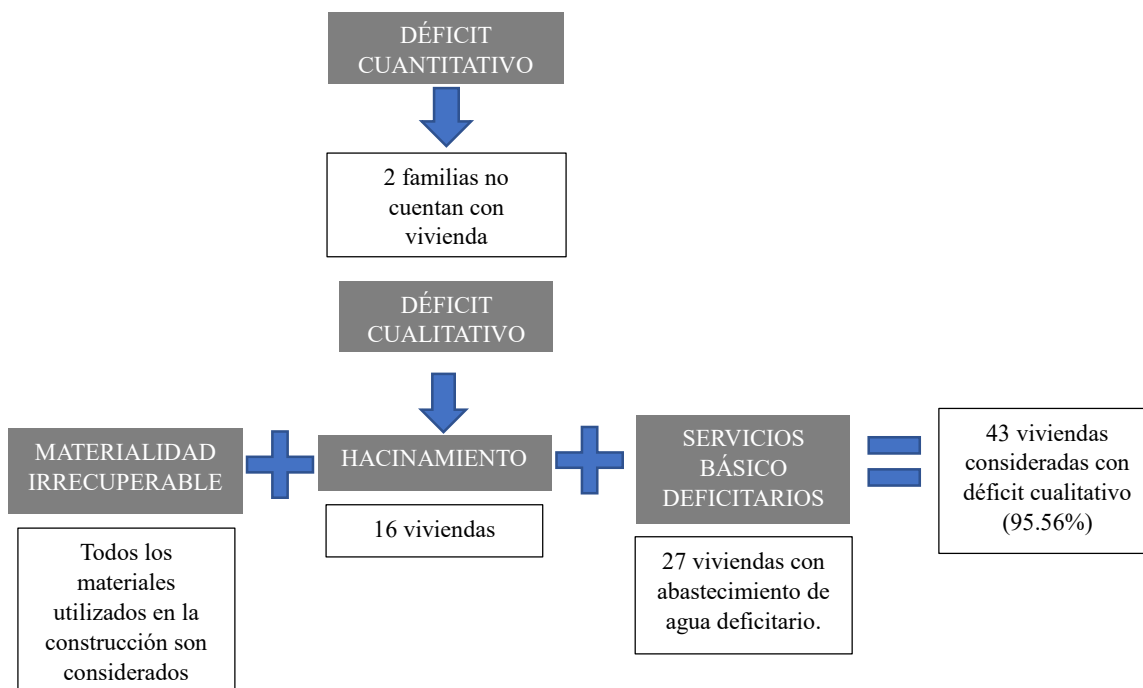 DÉFICIT
CUANTITATIVO
2 familias no
cuentan con
vivienda
DÉFICIT
CUALITATIVO
MATERIALIDAD
IRRECUPERABLE
Todos los
materiales
utilizados en la
construcción son
considerados
HACINAMIENTO
16 viviendas
SERVICIOS
BÁSICO
DEFICITARIOS
27 viviendas con
abastecimiento de
agua deficitario.
43 viviendas
consideradas con
déficit cualitativo
(95.56%)